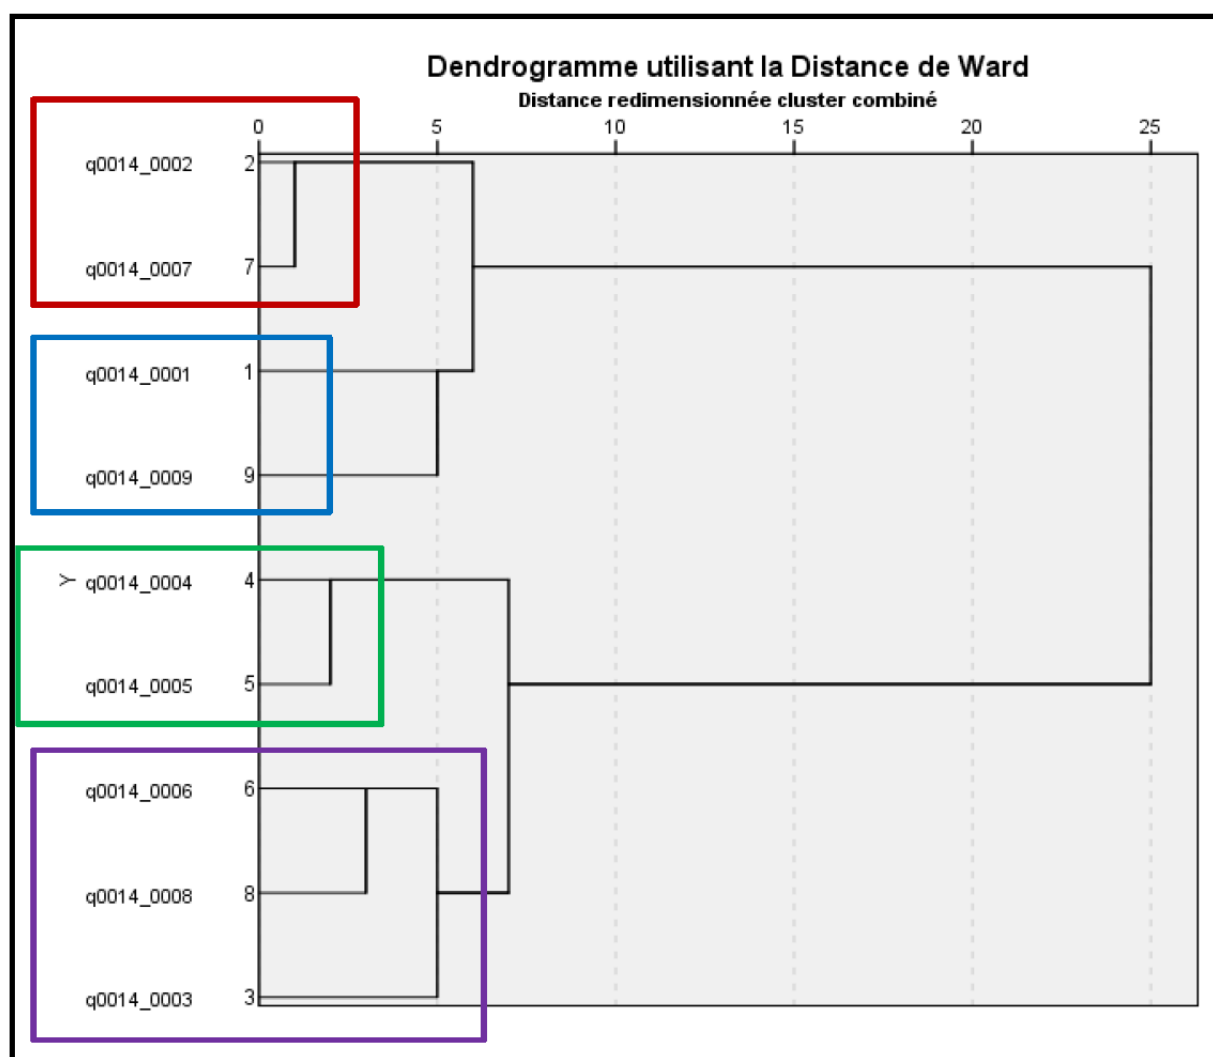 Dendrogramme utilisant la Distance de Ward
Distance redimensionnée cluster combiné
0 5 10 15 20 25
q0014_0002 2
q0014_0007 7
q0014_0001 1
q0014_0009 9
Y q0014_0004 4
q0014_0005 5
q0014_0006 6
q0014_0008 8
q0014_0003 3